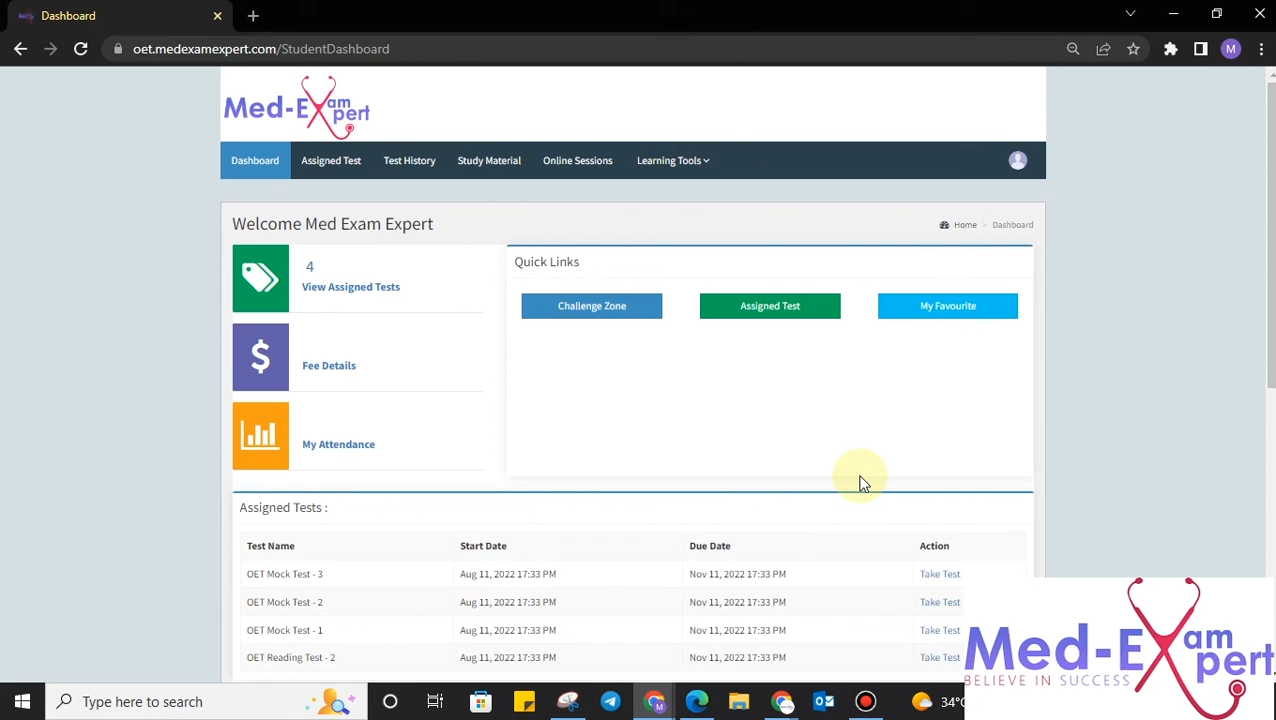 Dashboard
oet.medexamexpert.com/StudentDashboard
M
Med-Exam
pert
Dashboard Assigned Test Test History Study Material Online Sessions Learning Tools
Welcome Med Exam Expert
Home > Dashboard
4
View Assigned Tests
Fee Details
My Attendance
Quick Links
Challenge Zone Assigned Test My Favourite
Assigned Tests :
Test Name Start Date Due Date Action
OET Mock Test - 3 Aug 11, 2022 17:33 PM Nov 11, 2022 17:33 PM Take Test
OET Mock Test - 2 Aug 11, 2022 17:33 PM Nov 11, 2022 17:33 PM Take Test
OET Mock Test - 1 Aug 11, 2022 17:33 PM Nov 11, 2022 17:33 PM Take Test
OET Reading Test - 2 Aug 11, 2022 17:33 PM Nov 11, 2022 17:33 PM Take Test
Med-Exam
pert
BELIEVE IN SUCCESS
Type here to search
34°